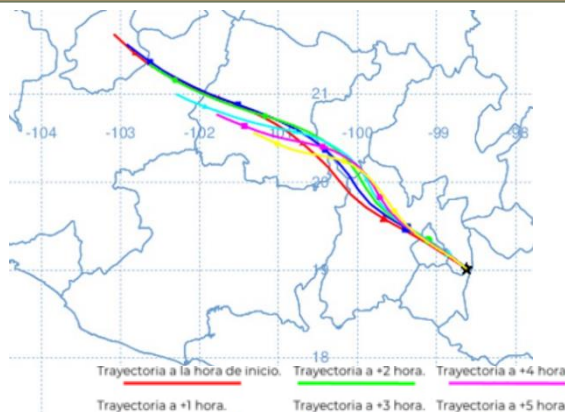 21
-104 -103 -102 -101 -100 -99 -98
20
19
18
Trayectoria a la hora de inicio. Trayectoria a +2 hora. Trayectoria a +4 hora.
Trayectoria a +1 hora. Trayectoria a +3 hora. Trayectoria a +5 hora.